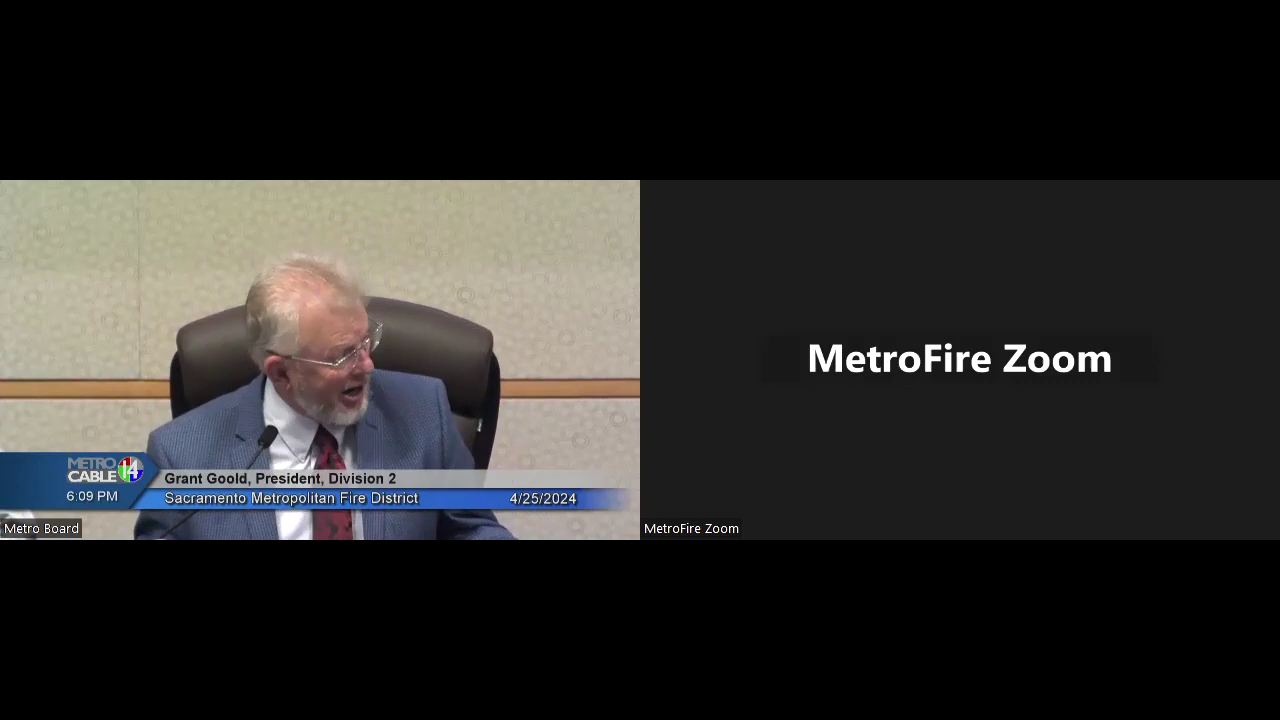 METRO
CABLE 14
6:09 PM
Grant Goold, President, Division 2
Sacramento Metropolitan Fire District
4/25/2024
Metro Board
MetroFire Zoom
MetroFire Zoom